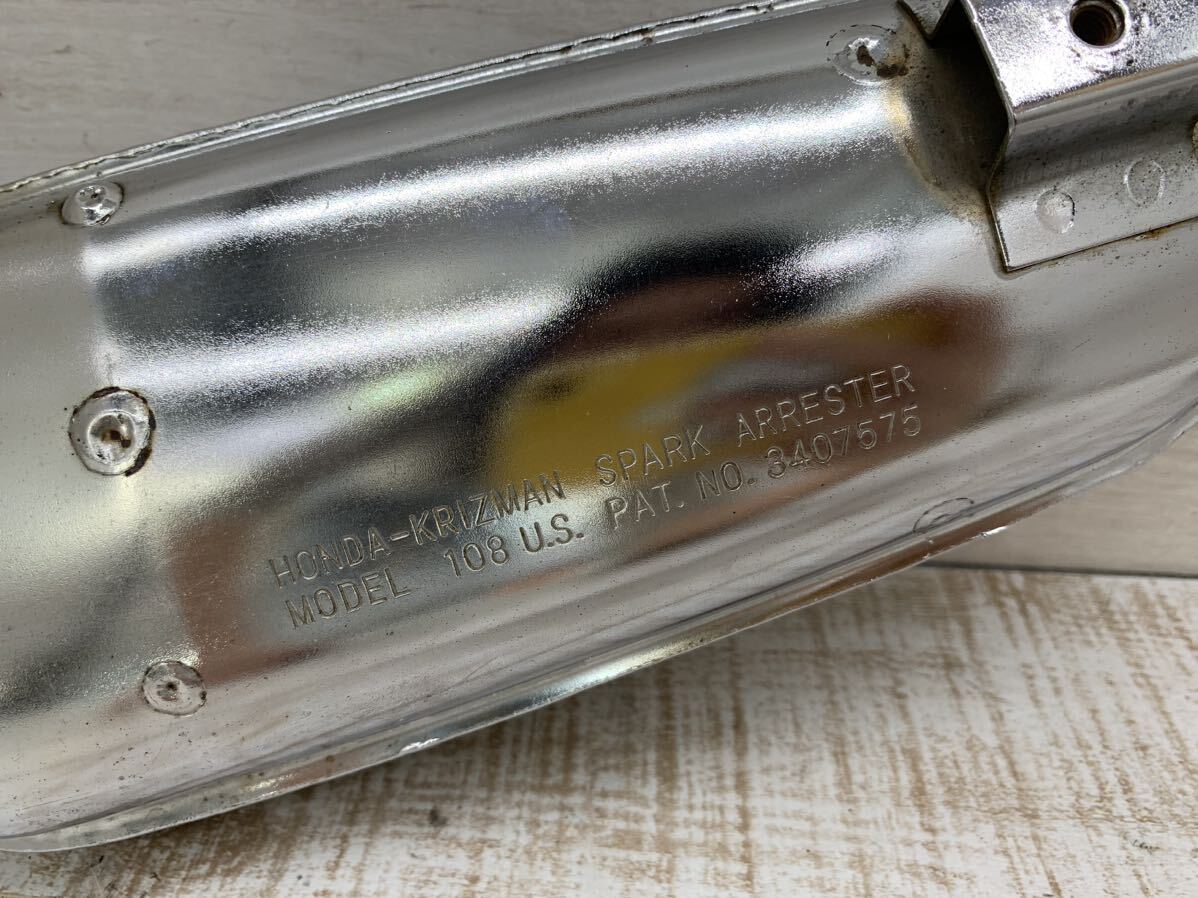 HONDA-KRIZMAN SPARK ARRESTER
MODEL 108 U.S. PAT. NO. 3407575